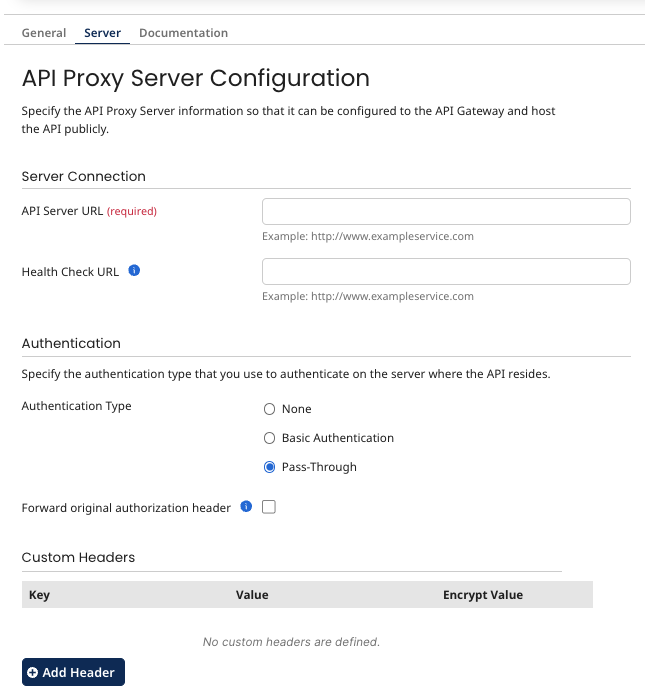 General Server Documentation
API Proxy Server Configuration
Specify the API Proxy Server information so that it can be configured to the API Gateway and host
the API publicly.
Server Connection
API Server URL (required)
Example: http://www.exampleservice.com
Health Check URL
Example: http://www.exampleservice.com
Authentication
Specify the authentication type that you use to authenticate on the server where the API resides.
Authentication Type
None
Basic Authentication
Pass-Through
Forward original authorization header
Custom Headers
Key Value Encrypt Value
No custom headers are defined.
Add Header